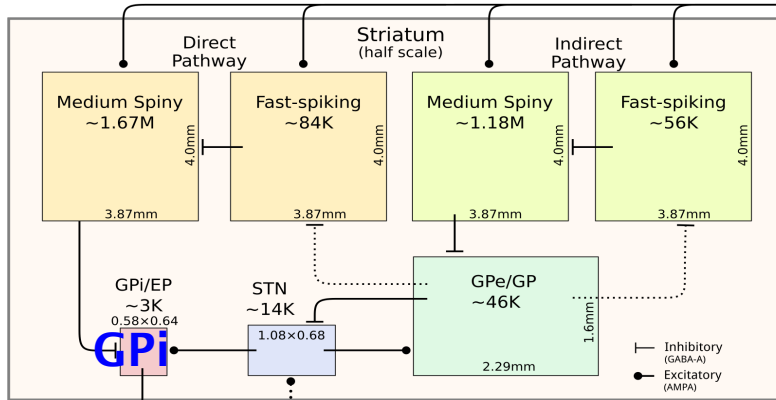 Striatum
(half scale)
Direct
Pathway
Indirect
Pathway
Medium Spiny
~1.67M
4.0mm
3.87mm
Fast-spiking
~84K
4.0mm
3.87mm
Medium Spiny
~1.18M
4.0mm
3.87mm
Fast-spiking
~56K
4.0mm
3.87mm
GPi/EP
~3K
0.58×0.64
GPi
STN
~14K
1.08×0.68
GPe/GP
~46K
1.6mm
2.29mm
Inhibitory
(GABA-A)
Excitatory
(AMPA)